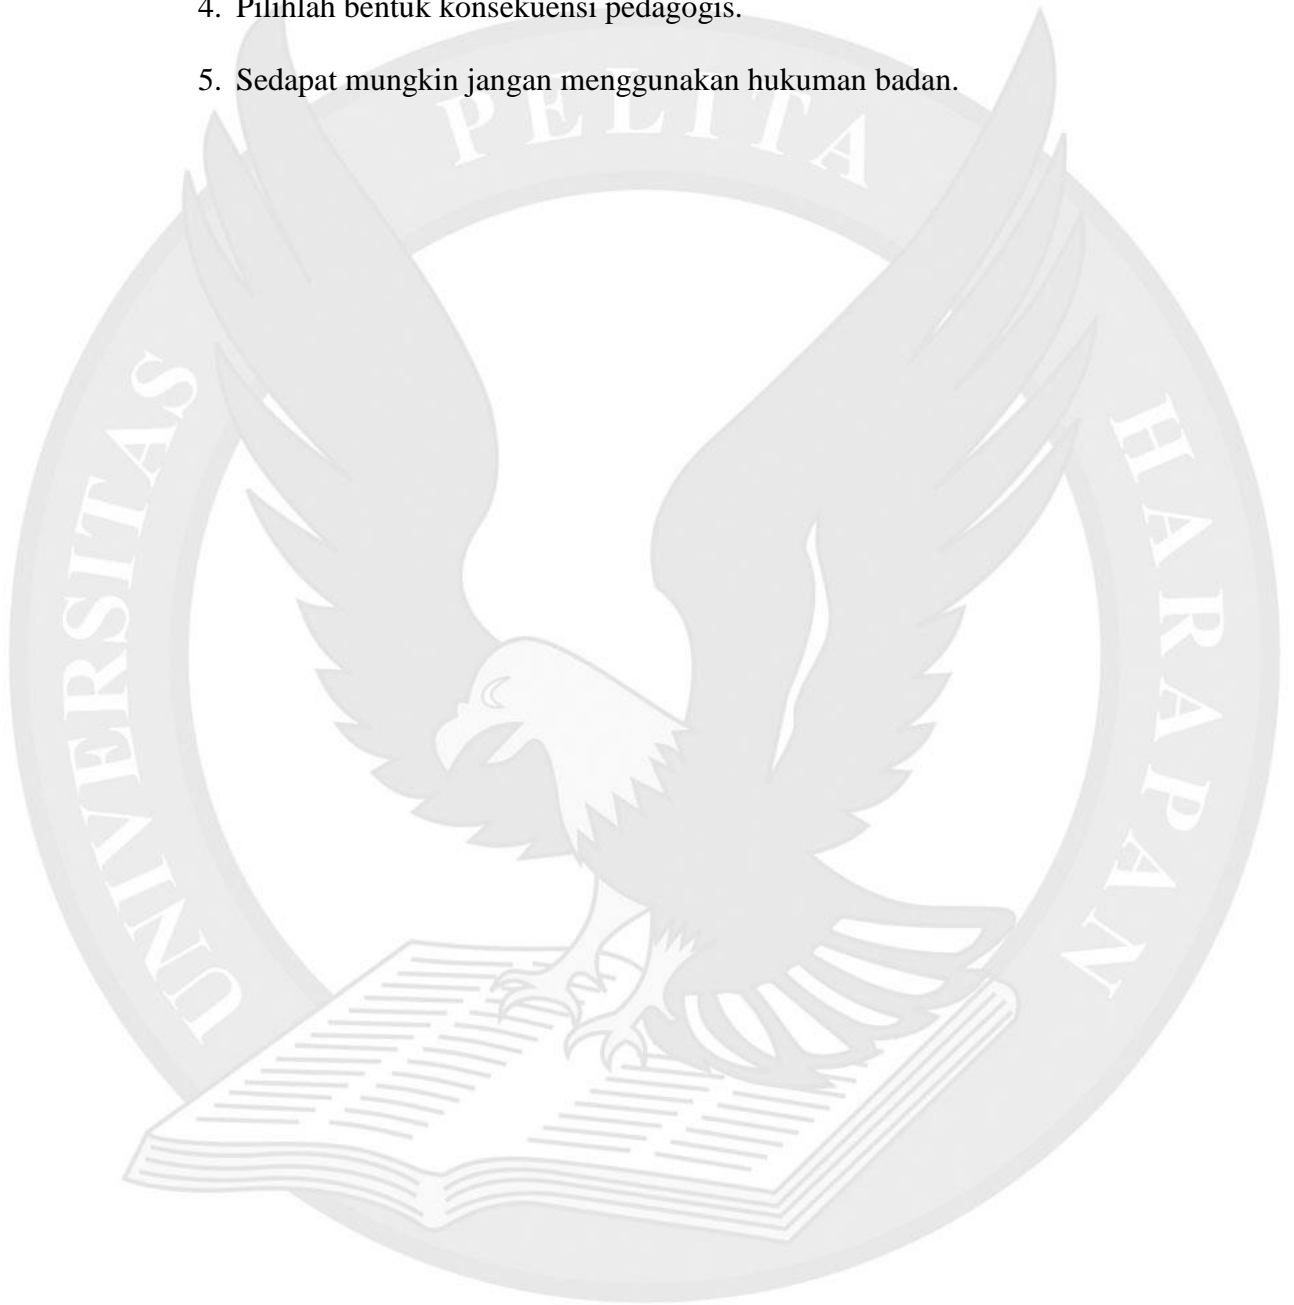 4. Pilihlah bentuk konsekuensi pedagogis.
5. Sedapat mungkin jangan menggunakan hukuman badan.
UNIVERSITAS PELITA HARAPAN